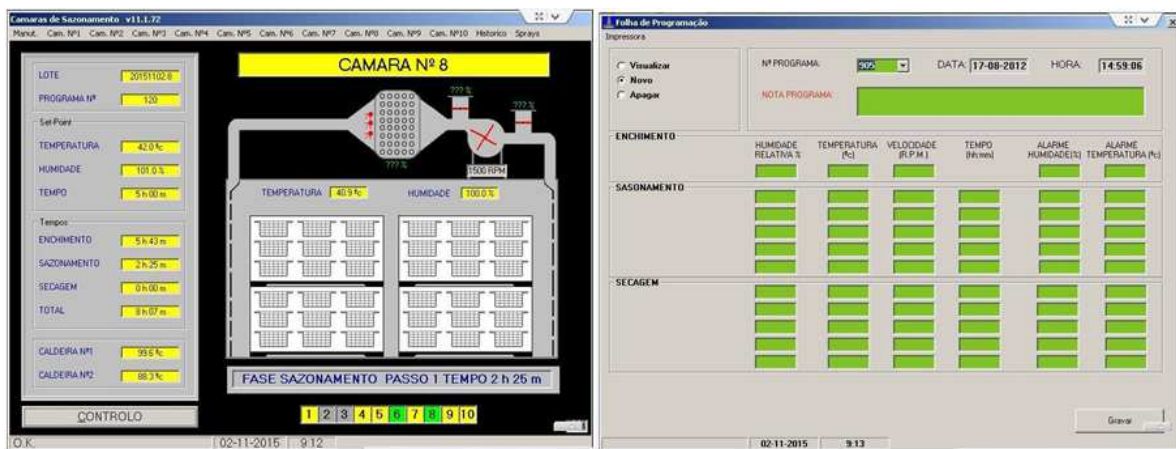 Camaras de Sazonamento v11.1.72
Manut. Cam. Nº1 Cam. Nº2 Cam. Nº3 Cam. Nº4 Cam. Nº5 Cam. Nº6 Cam. Nº7 Cam. Nº8 Cam. Nº9 Cam. Nº10 Historico Sprays
LOTE 20151102.8
PROGRAMA Nº 120
Set-Point
TEMPERATURA 42.0 ºc
HUMIDADE 101.0 %
TEMPO 5 h 00 m
Tempos
ENCHIMENTO 5 h 43 m
SAZONAMENTO 2 h 25 m
SECAGEM 0 h 00 m
TOTAL 8 h 07 m
CALDEIRA Nº1 99.6 ºc
CALDEIRA Nº2 88.3 ºc
CONTROLO
CAMARA Nº 8
??? %
??? %
??? %
1500 RPM
TEMPERATURA 40.9 ºc HUMIDADE 100.0 %
FASE SAZONAMENTO PASSO 1 TEMPO 2 h 25 m
1 2 3 4 5 6 7 8 9 10
O.K. 02-11-2015 9:12
Folha de Programação
Impressora
Visualizar
Novo
Apagar
Nº PROGRAMA: 905 DATA: 17-08-2012 HORA: 14:59:06
NOTA PROGRAMA:
ENCHIMENTO
HUMIDADE RELATIVA % TEMPERATURA (ºc) VELOCIDADE (R.P.M.) TEMPO (hh:mm) ALARME HUMIDADE(%) ALARME TEMPERATURA (ºc)
SASONAMENTO
SECAGEM
Gravar
02-11-2015 9:13